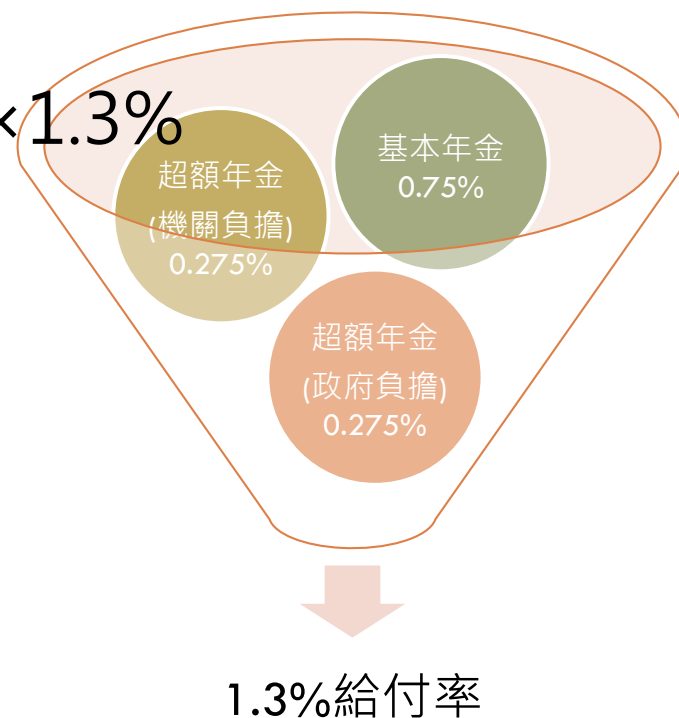 ×1.3%
基本年金
0.75%
超額年金
(機關負擔)
0.275%
超額年金
(政府負擔)
0.275%
1.3%給付率